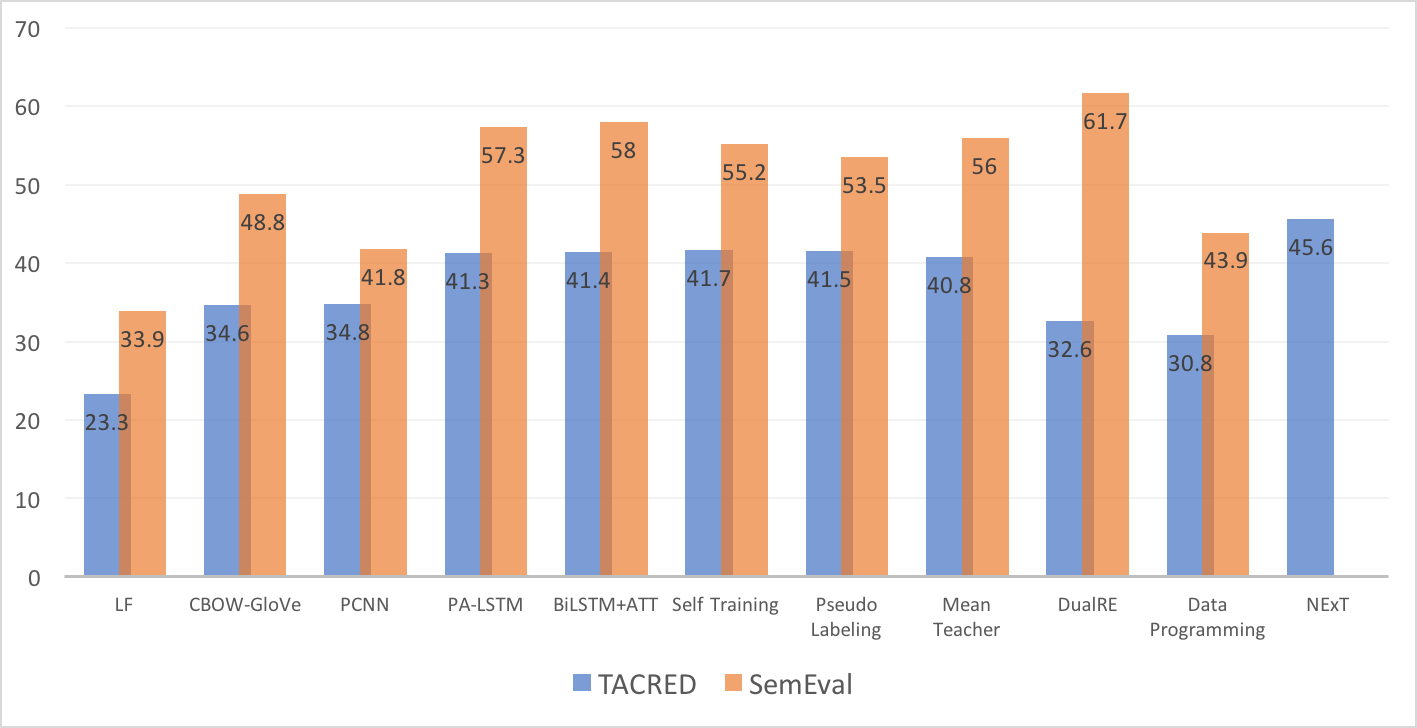 70
60
50
40
30
20
10
0
23.3
33.9
34.6
48.8
34.8
41.8
41.3
57.3
41.4
58
41.7
55.2
41.5
53.5
40.8
56
32.6
61.7
30.8
43.9
45.6
LF
CBOW-GloVe
PCNN
PA-LSTM
BiLSTM+ATT
Self Training
Pseudo
Labeling
Mean
Teacher
DualRE
Data
Programming
NExT
TACRED
SemEval